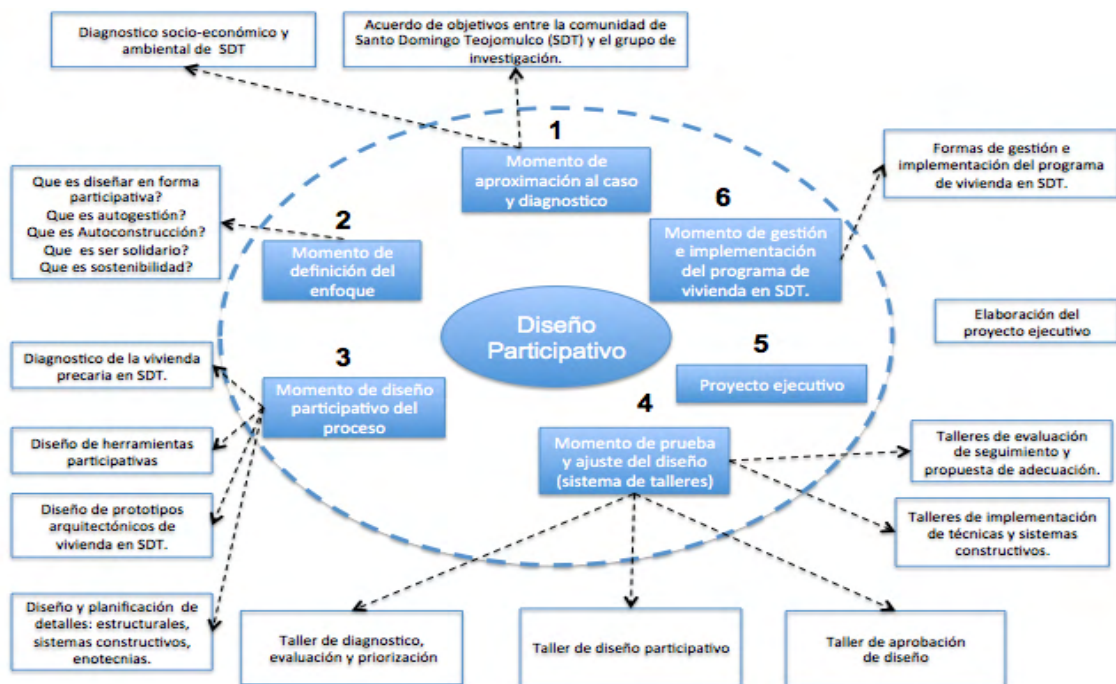 Diagnostico socio-económico y
ambiental de SDT
Acuerdo de objetivos entre la comunidad de
Santo Domingo Teojomulco (SDT) y el grupo de
investigación.
1
Momento de
aproximación al caso
y diagnostico
Formas de gestión e
implementación del programa
de vivienda en SDT.
6
Momento de gestión
e implementación
del programa de
vivienda en SDT.
Que es diseñar en forma
participativa?
Que es autogestión?
Que es Autoconstrucción?
Que es ser solidario?
Que es sostenibilidad?
2
Momento de
definición del
enfoque
Diseño
Participativo
Elaboración del
proyecto ejecutivo
5
Proyecto ejecutivo
3
Momento de diseño
participativo del
proceso
Diagnostico de la vivienda
precaria en SDT.
Diseño de herramientas
participativas
Diseño de prototipos
arquitectónicos de
vivienda en SDT.
Diseño y planificación de
detalles: estructurales,
sistemas constructivos,
enotecnias.
4
Momento de prueba
y ajuste del diseño
(sistema de talleres)
Talleres de evaluación
de seguimiento y
propuesta de adecuación.
Talleres de implementación
de técnicas y sistemas
constructivos.
Taller de diagnostico,
evaluación y priorización
Taller de diseño participativo
Taller de aprobación
de diseño